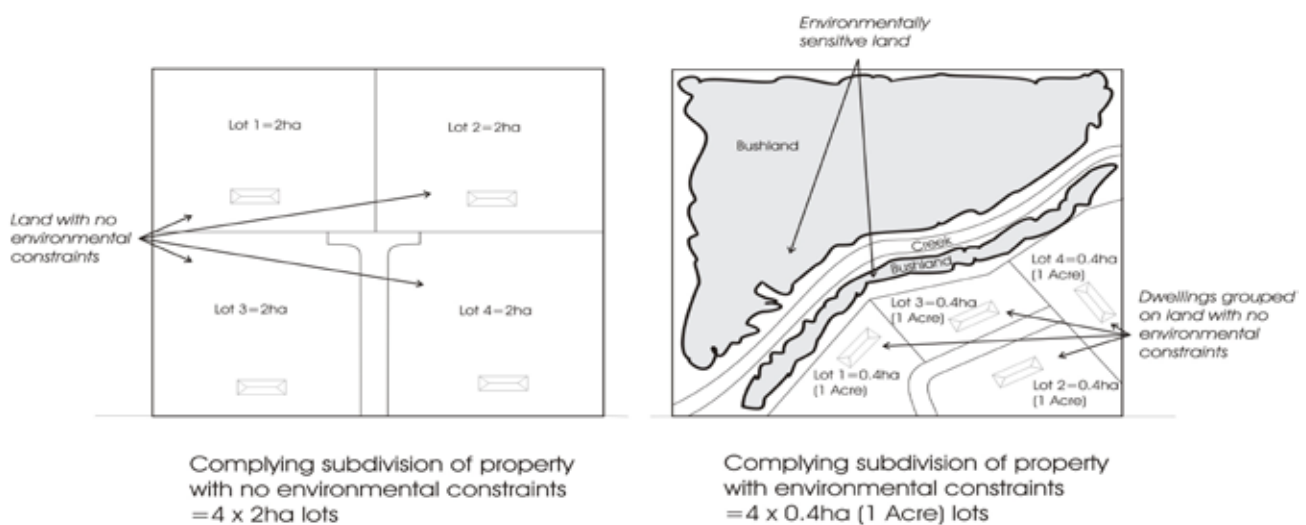 Environmentally
sensitive land
Lot 1=2ha
Lot 2=2ha
Land with no
environmental
constraints
Lot 3=2ha
Lot 4=2ha
Bushland
Creek
Bushland
Lot 4=0.4ha
(1 Acre)
Lot 3=0.4ha
(1 Acre)
Lot 1=0.4ha
(1 Acre)
Lot 2=0.4ha
(1 Acre)
Dwellings grouped
on land with no
environmental
constraints
Complying subdivision of property
with no environmental constraints
=4 x 2ha lots
Complying subdivision of property
with environmental constraints
=4 x 0.4ha (1 Acre) lots